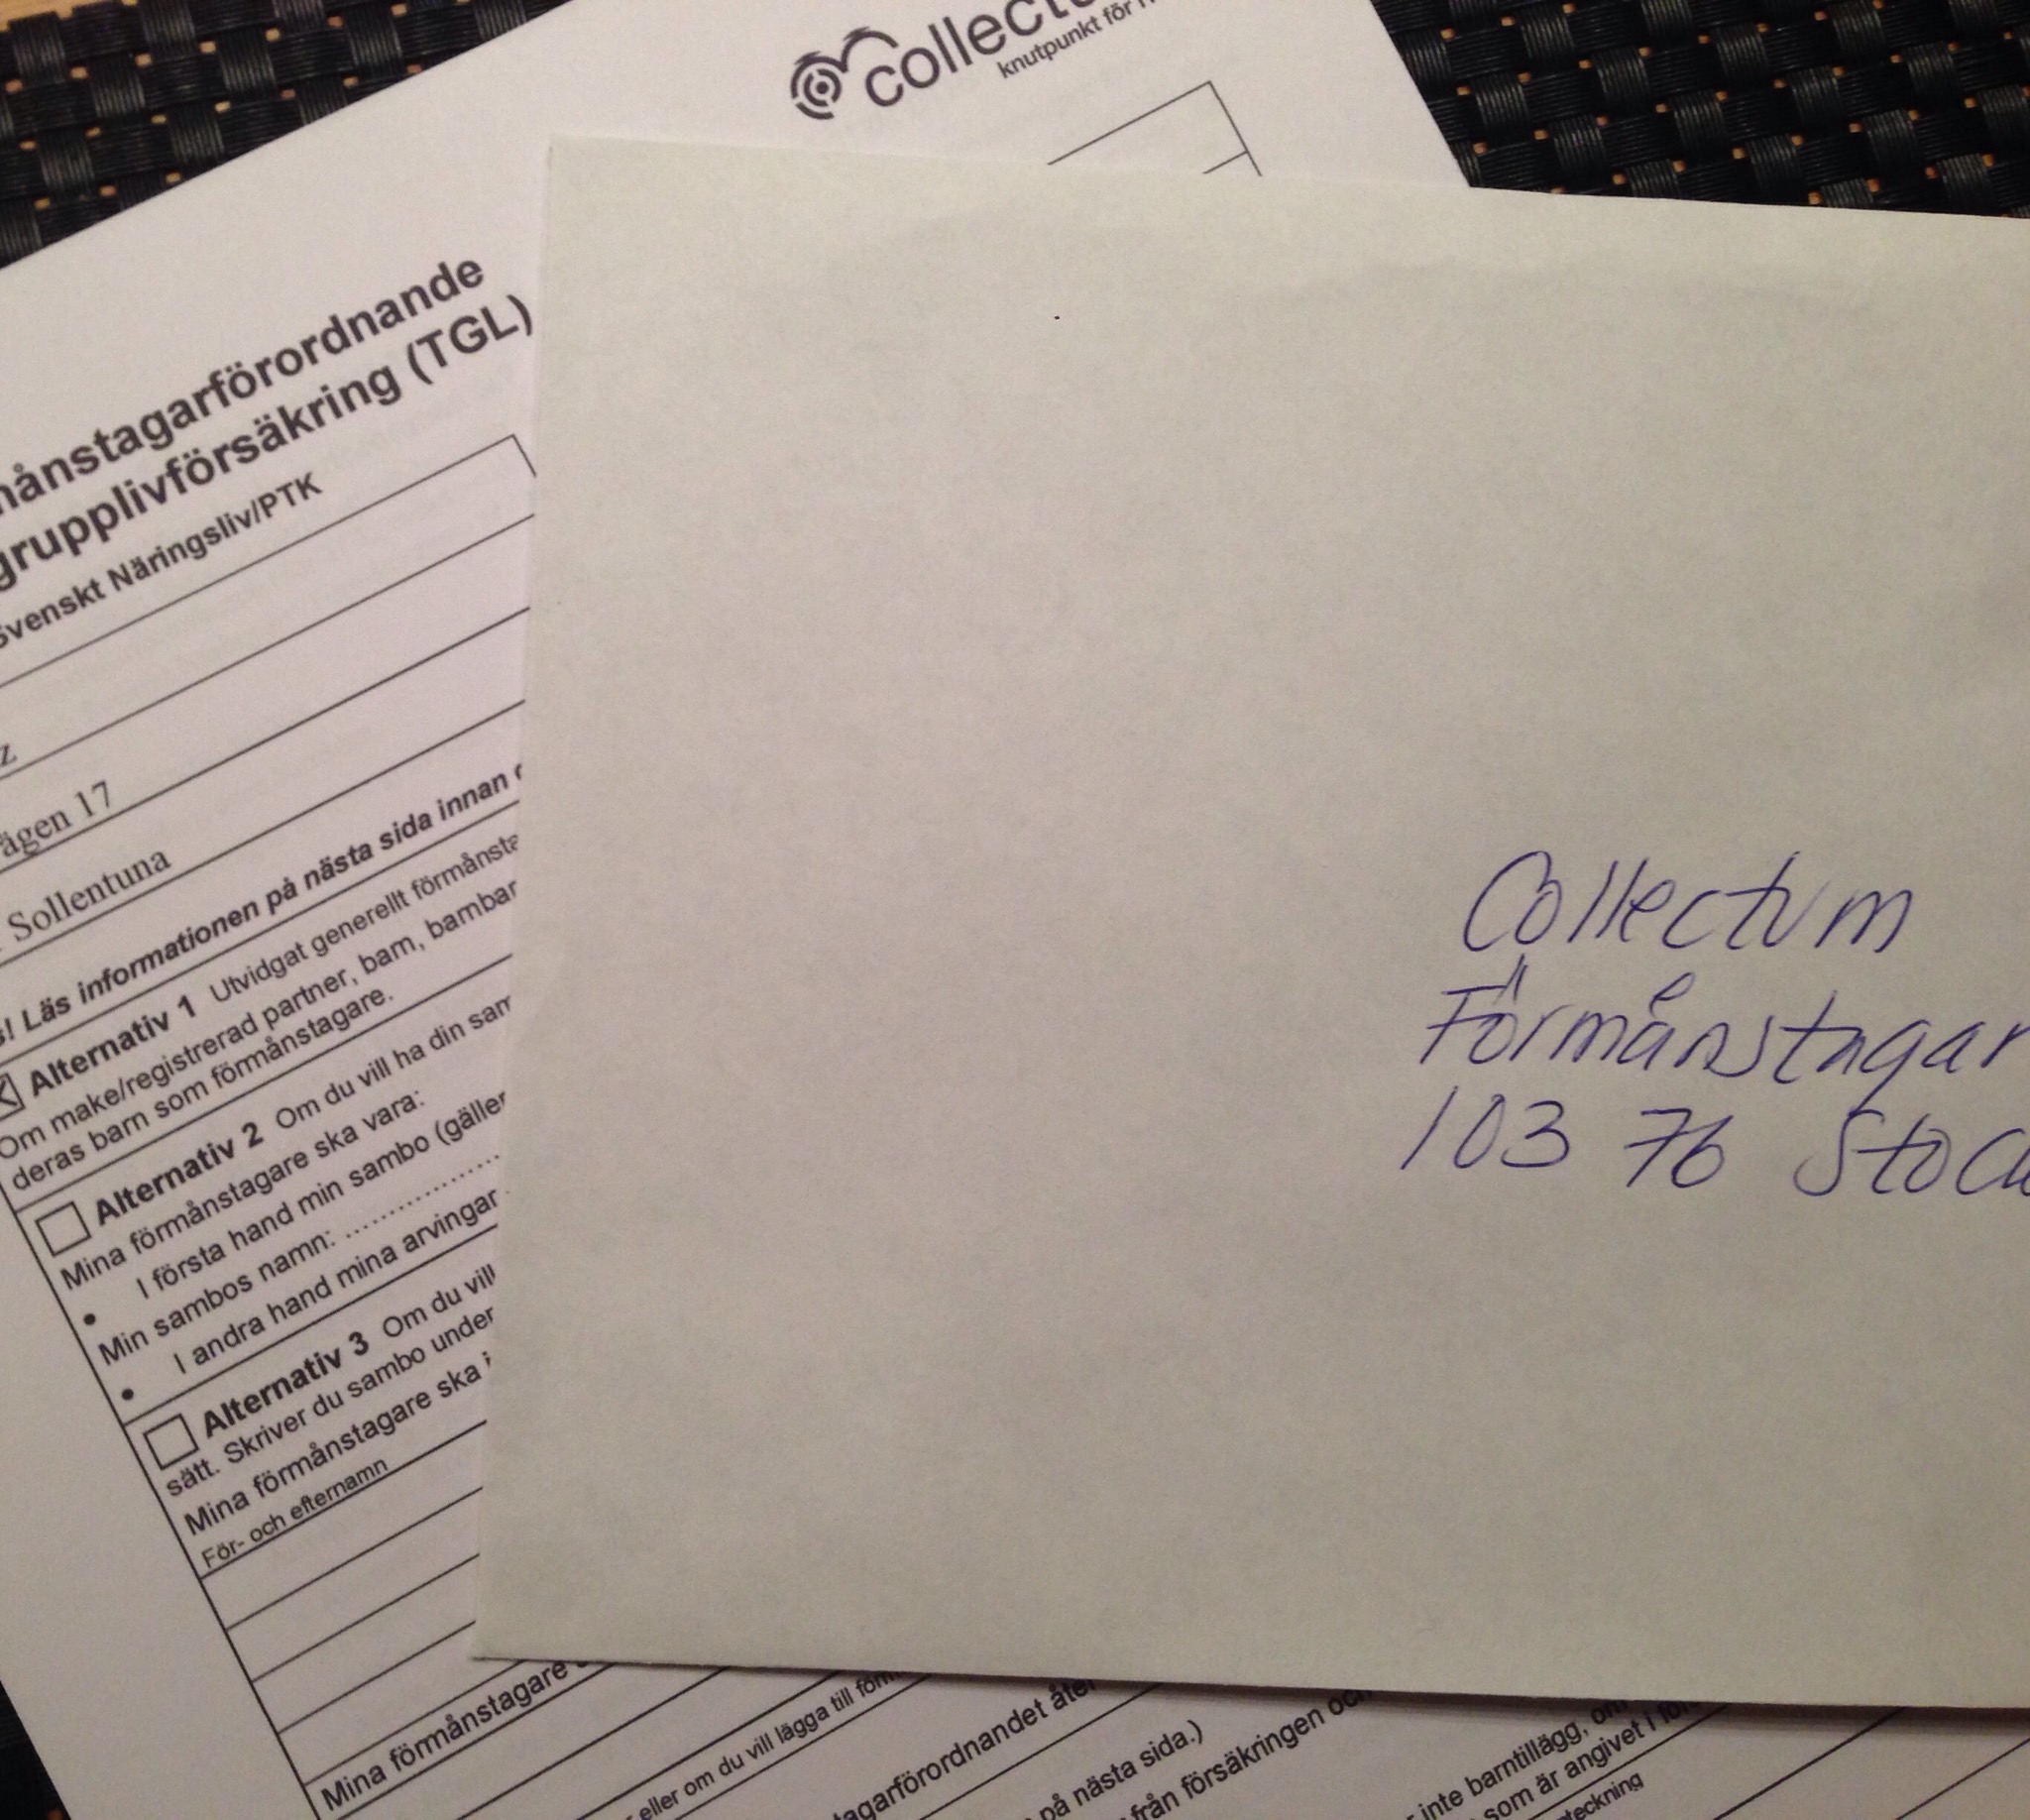 knutpunkt för
månstagarförordnande
grupplivförsäkring (TGL)
Svenskt Näringsliv/PTK
z
ägen 17
Sollentuna
s! Läs informationen på nästa sida innan
Alternativ 1 Utvidgat generellt förmånsta
Om make/registrerad partner, barn, barnbar
deras barn som förmånstagare.
Alternativ 2 Om du vill ha din sam
Mina förmånstagare ska vara:
• I första hand min sambo (gäller
Min sambos namn: ....................
• I andra hand mina arvingar
Alternativ 3 Om du vill
sätt. Skriver du sambo under
Mina förmånstagare ska i
För- och efternamn
Mina förmånstagare
eller om du vill lägga till förm
tagarförordnandet åter
på nästa sida.)
från försäkringen och
inte barntillägg, om
som är angivet i för
teckning
Collectum
Förmånstagar
103 76 Stoc